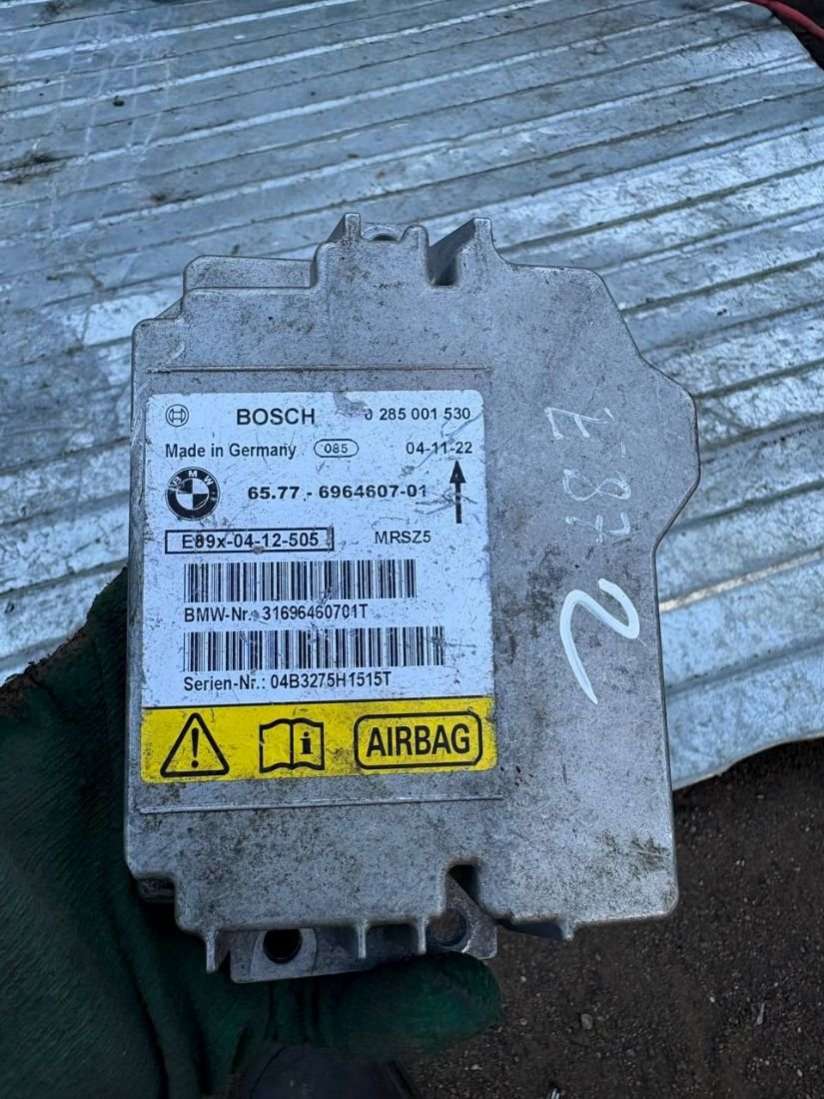 BOSCH 0 285 001 530
Made in Germany 085 04-11-22
BMW
65.77 - 6964607-01
E89x-04-12-505 MRSZ5
BMW-Nr. 31696460701T
Serien-Nr.: 04B3275H1515T
i AIRBAG
E87
2